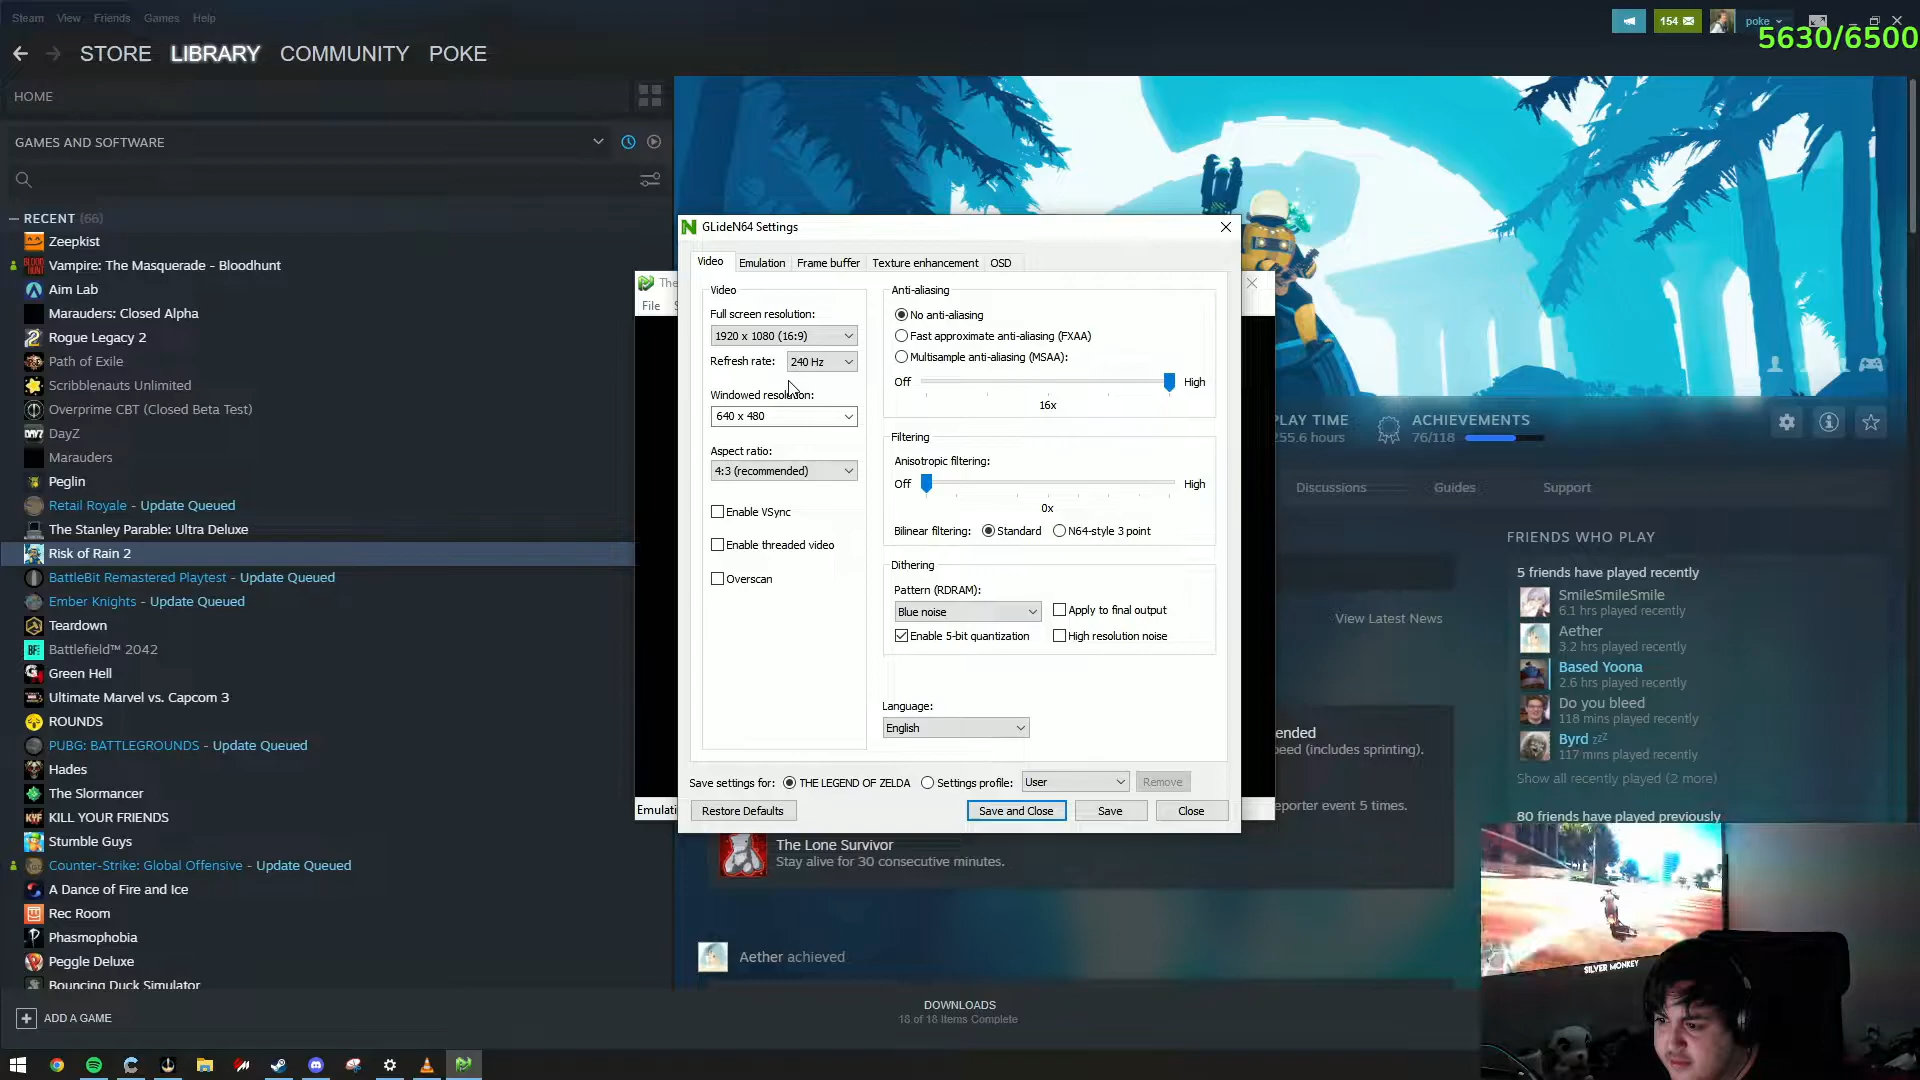 Steam View Friends Games Help
154
poke
5630/6500
STORE LIBRARY COMMUNITY POKE
HOME
GAMES AND SOFTWARE
RECENT (66)
Zeepkist
Vampire: The Masquerade - Bloodhunt
Aim Lab
Marauders: Closed Alpha
Rogue Legacy 2
Path of Exile
Scribblenauts Unlimited
Overprime CBT (Closed Beta Test)
DayZ
Marauders
Peglin
Retail Royale - Update Queued
The Stanley Parable: Ultra Deluxe
Risk of Rain 2
BattleBit Remastered Playtest - Update Queued
Ember Knights - Update Queued
Teardown
Battlefield™ 2042
Green Hell
Ultimate Marvel vs. Capcom 3
ROUNDS
PUBG: BATTLEGROUNDS - Update Queued
Hades
The Slormancer
KILL YOUR FRIENDS
Stumble Guys
Counter-Strike: Global Offensive - Update Queued
A Dance of Fire and Ice
Rec Room
Phasmophobia
Peggle Deluxe
Bouncing Duck Simulator
ADD A GAME
The
File
Emulati
GLideN64 Settings
Video Emulation Frame buffer Texture enhancement OSD
Video
Full screen resolution:
1920 x 1080 (16:9)
Refresh rate: 240 Hz
Windowed resolution:
640 x 480
Aspect ratio:
4:3 (recommended)
Enable VSync
Enable threaded video
Overscan
Anti-aliasing
No anti-aliasing
Fast approximate anti-aliasing (FXAA)
Multisample anti-aliasing (MSAA):
Off High
16x
Filtering
Anisotropic filtering:
Off High
0x
Bilinear filtering: Standard N64-style 3 point
Dithering
Pattern (RDRAM):
Blue noise Apply to final output
Enable 5-bit quantization High resolution noise
Language:
English
Save settings for: THE LEGEND OF ZELDA Settings profile: User Remove
Restore Defaults Save and Close Save Close
PLAY TIME
255.6 hours
ACHIEVEMENTS
76/118
Discussions Guides Support
View Latest News
ended
peed (includes sprinting).
eporter event 5 times.
The Lone Survivor
Stay alive for 30 consecutive minutes.
Aether achieved
FRIENDS WHO PLAY
5 friends have played recently
SmileSmileSmile
6.1 hrs played recently
Aether
3.2 hrs played recently
Based Yoona
2.6 hrs played recently
Do you bleed
118 mins played recently
Byrd zzz
117 mins played recently
Show all recently played (2 more)
80 friends have played previously
SILVER MONKEY
DOWNLOADS
18 of 18 Items Complete